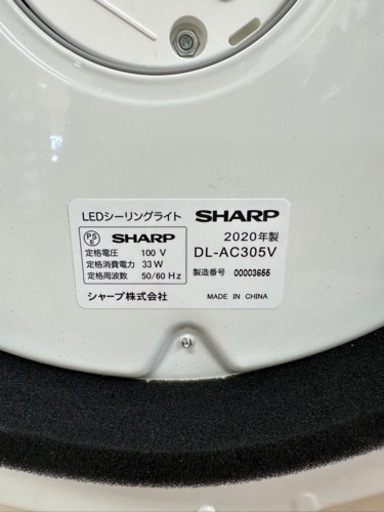 LEDシーリングライト SHARP
PS E SHARP 2020年製
定格電圧 100 V DL-AC305V
定格消費電力 33 W
定格周波数 50/60 Hz 製造番号 00003655
シャープ株式会社 MADE IN CHINA